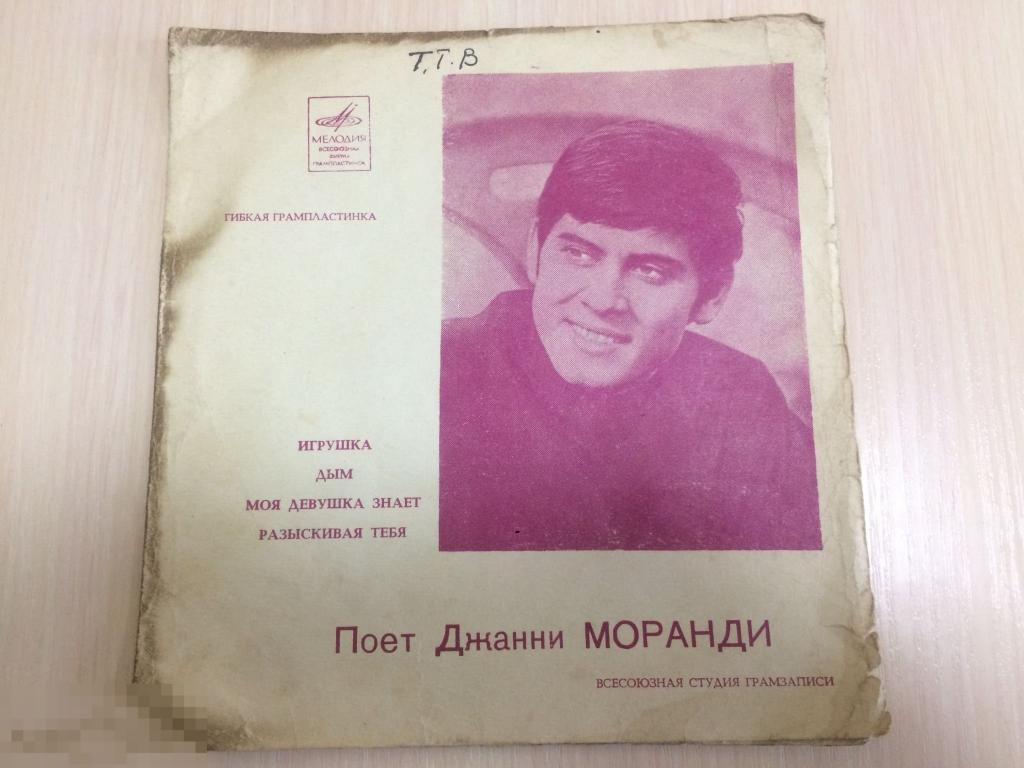 Т.Т.В
МЕЛОДИЯ
ВСЕСОЮЗНАЯ
ФИРМА
ГРАМПЛАСТИНОК
ГИБКАЯ ГРАМПЛАСТИНКА
ИГРУШКА
ДЫМ
МОЯ ДЕВУШКА ЗНАЕТ
РАЗЫСКИВАЯ ТЕБЯ
Поет Джанни МОРАНДИ
ВСЕСОЮЗНАЯ СТУДИЯ ГРАМЗАПИСИ